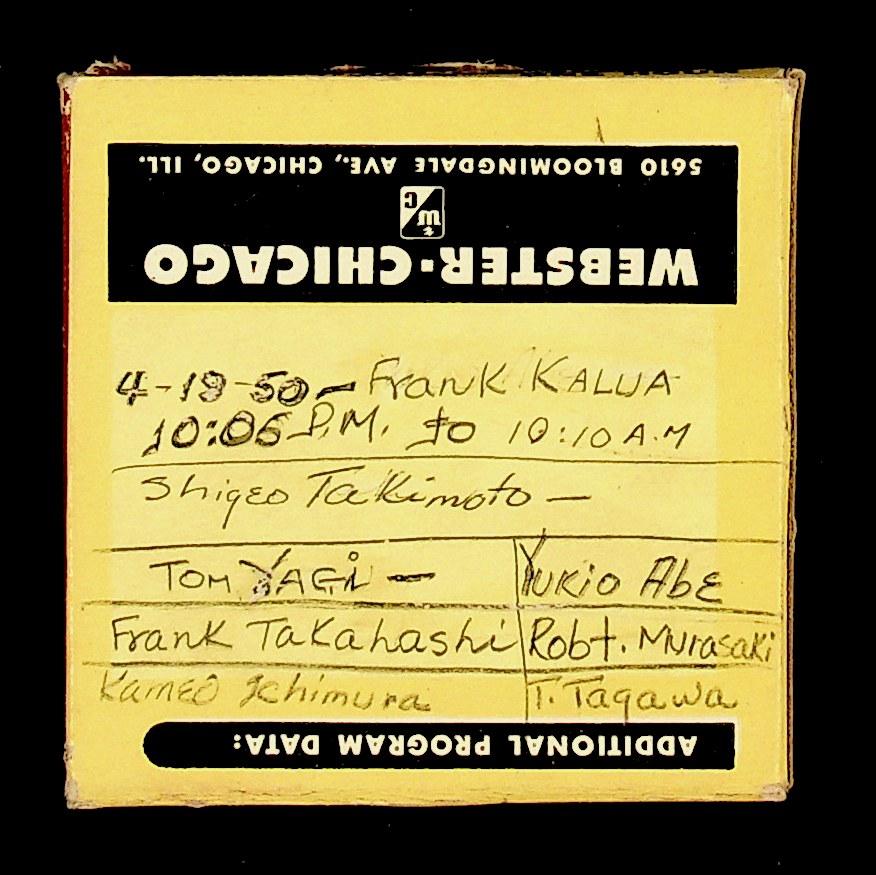 5610 BLOOMINGDALE AVE., CHICAGO, ILL.
WC
WEBSTER-CHICAGO
4-19-50 - Frank KALUA
10:06 P.M. to 10:10 A.M
Shigeo Takimoto -
Tom YAGi - Yukio Abe
Frank Takahashi Robt. Murasaki
Kameo Ichimura T. Tagawa
ADDITIONAL PROGRAM DATA: